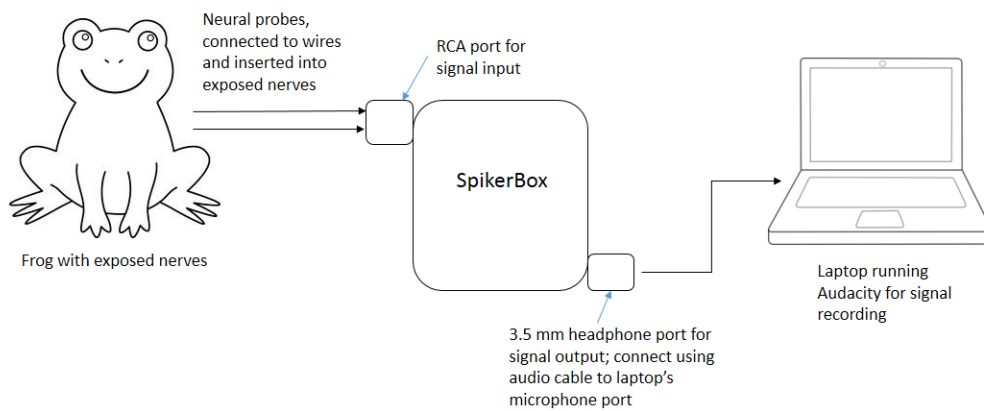 Neural probes,
connected to wires
and inserted into
exposed nerves
RCA port for
signal input
SpikerBox
Frog with exposed nerves
3.5 mm headphone port for
signal output; connect using
audio cable to laptop's
microphone port
Laptop running
Audacity for signal
recording